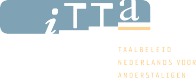 iTTa
TAALBELEID
NEDERLANDS VOOR
ANDERSTALIGEN